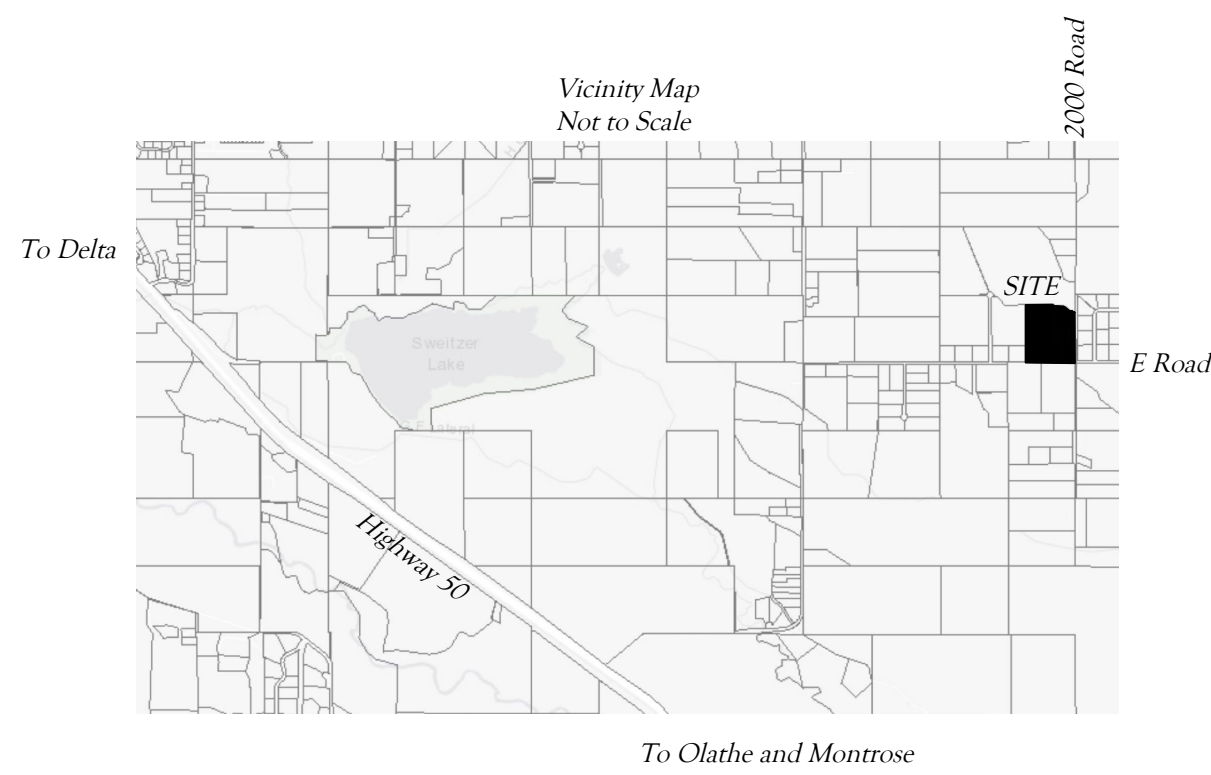 2000 Road
Vicinity Map
Not to Scale
To Delta
SITE
Sweitzer
Lake
E Road
Highway 50
To Olathe and Montrose